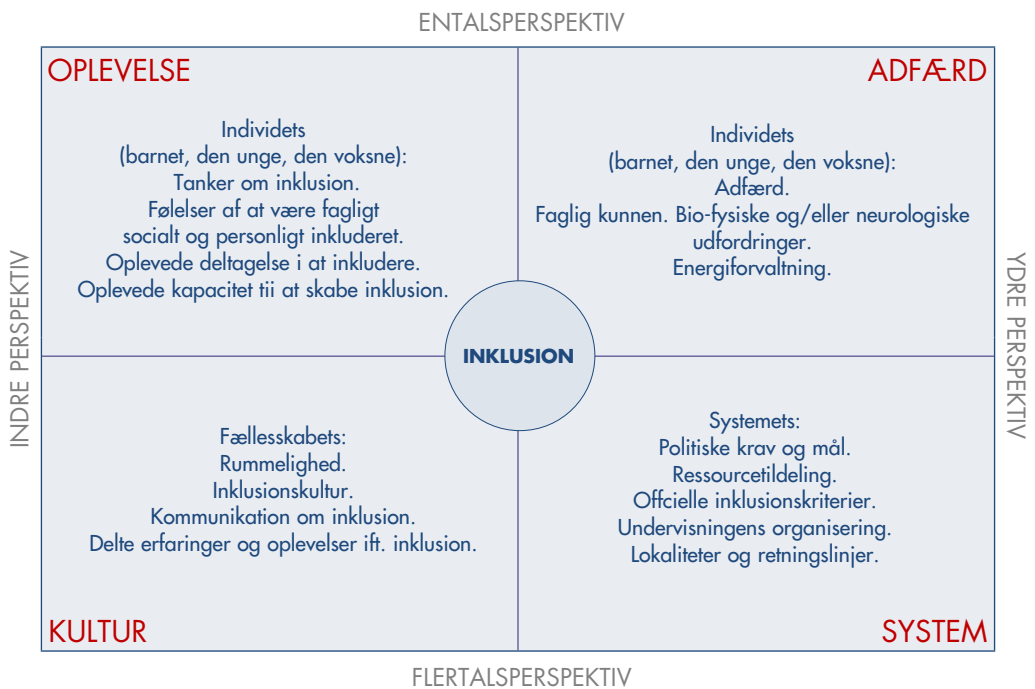 ENTALSPERSPEKTIV
OPLEVELSE
Individets
(barnet, den unge, den voksne):
Tanker om inklusion.
Følelser af at være fagligt
socialt og personligt inkluderet.
Oplevede deltagelse i at inkludere.
Oplevede kapacitet tii at skabe inklusion.
ADFÆRD
Individets
(barnet, den unge, den voksne):
Adfærd.
Faglig kunnen. Bio-fysiske og/eller neurologiske
udfordringer.
Energiforvaltning.
INDRE PERSPEKTIV
INKLUSION
YDRE PERSPEKTIV
Fællesskabets:
Rummelighed.
Inklusionskultur.
Kommunikation om inklusion.
Delte erfaringer og oplevelser ift. inklusion.
KULTUR
Systemets:
Politiske krav og mål.
Ressourcetildeling.
Offcielle inklusionskriterier.
Undervisningens organisering.
Lokaliteter og retningslinjer.
SYSTEM
FLERTALSPERSPEKTIV